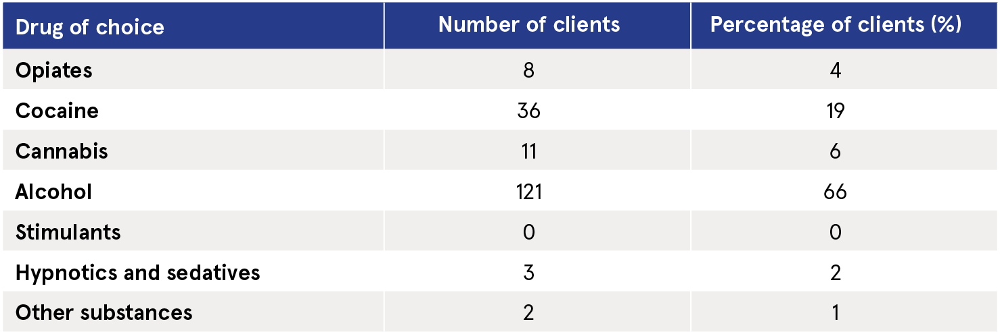 Drug of choice Number of clients Percentage of clients (%)
Opiates 8 4
Cocaine 36 19
Cannabis 11 6
Alcohol 121 66
Stimulants 0 0
Hypnotics and sedatives 3 2
Other substances 2 1